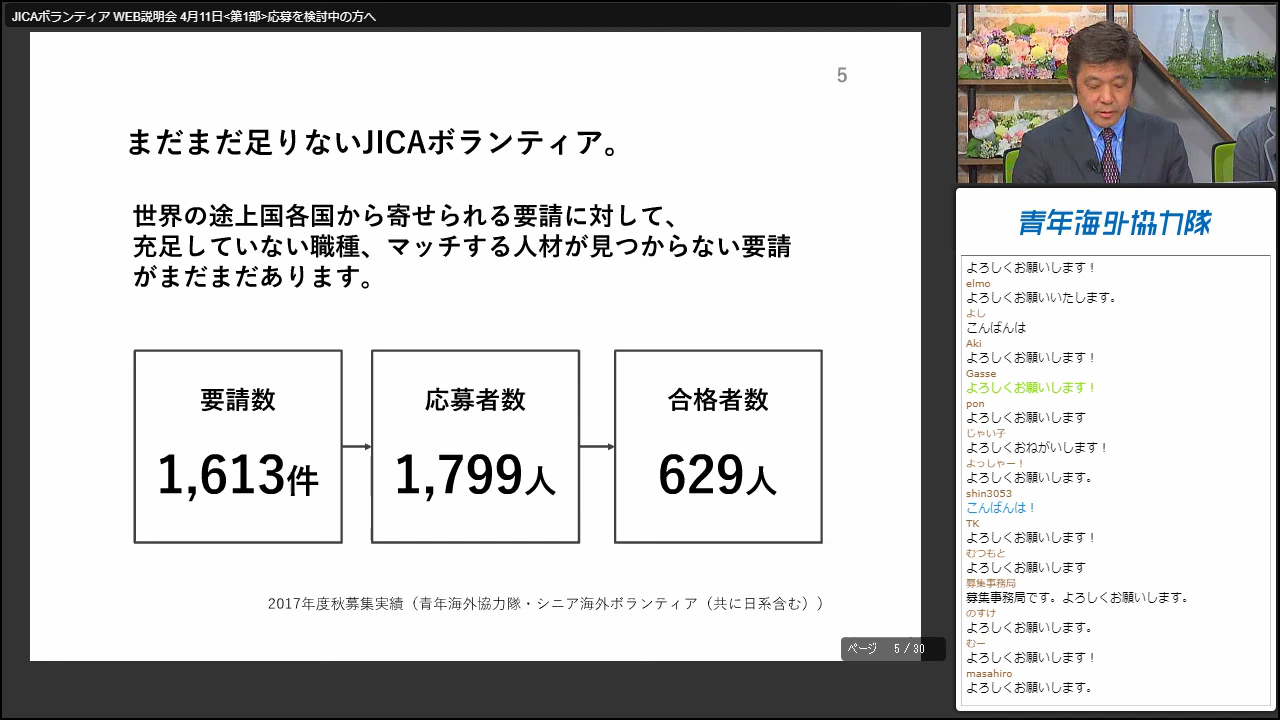 JICAボランティア WEB説明会 4月11日<第1部>応募を検討中の方へ
5
まだまだ足りないJICAボランティア。
世界の途上国各国から寄せられる要請に対して、
充足していない職種、マッチする人材が見つからない要請
がまだまだあります。
要請数
1,613件
応募者数
1,799人
合格者数
629人
2017年度秋募集実績（青年海外協力隊・シニア海外ボランティア（共に日系含む））
ページ 5 / 30
青年海外協力隊
よろしくお願いします！
elmo
よろしくお願いいたします。
よし
こんばんは
Aki
よろしくお願いします！
Gasse
よろしくお願いします！
pon
よろしくお願いします
じゃい子
よろしくおねがいします！
よっしゃー！
よろしくお願いします。
shin3053
こんばんは！
TK
よろしくお願いします！
むつもと
よろしくお願いします
募集事務局
募集事務局です。よろしくお願いします。
のすけ
よろしくお願いします。
むー
よろしくお願いします！
masahiro
よろしくお願いします。